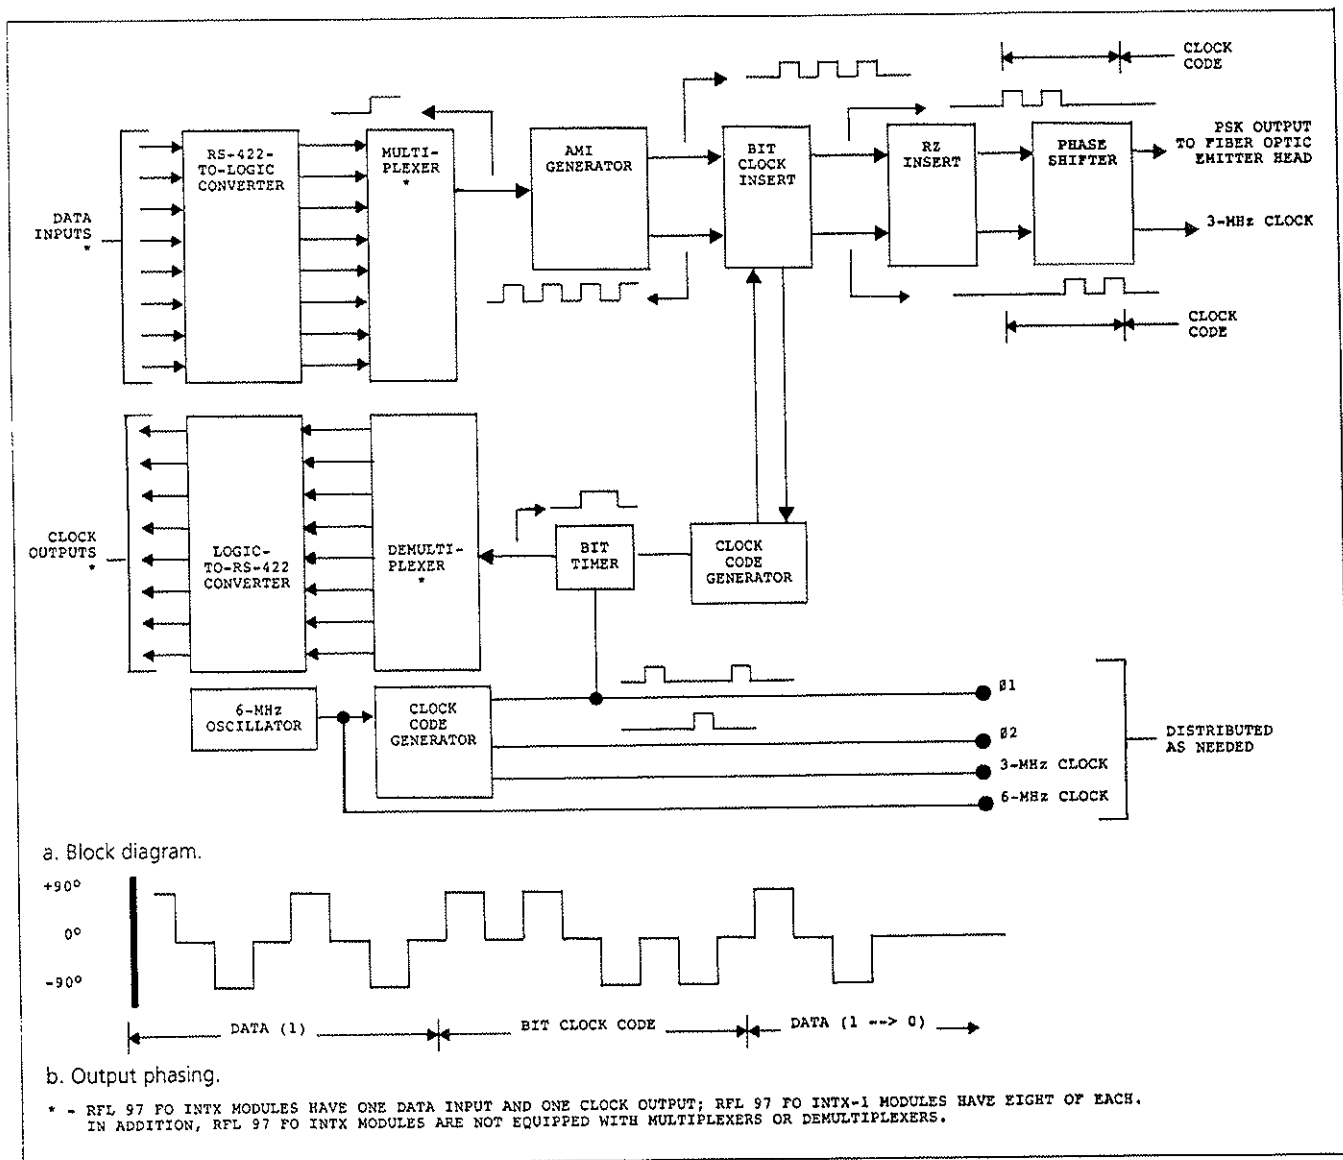 CLOCK
CODE
RS-422-
TO-LOGIC
CONVERTER
MULTI-
PLEXER
*
AMI
GENERATOR
BIT
CLOCK
INSERT
RZ
INSERT
PHASE
SHIFTER
PSK OUTPUT
TO FIBER OPTIC
EMITTER HEAD
DATA
INPUTS
*
3-MHz CLOCK
CLOCK
CODE
CLOCK
OUTPUTS
*
LOGIC-
TO-RS-422
CONVERTER
DEMULTI-
PLEXER
*
BIT
TIMER
CLOCK
CODE
GENERATOR
6-MHz
OSCILLATOR
CLOCK
CODE
GENERATOR
Ø1
Ø2
3-MHz CLOCK
6-MHz CLOCK
DISTRIBUTED
AS NEEDED
a. Block diagram.
+90°
0°
-90°
DATA (1)
BIT CLOCK CODE
DATA (1 --> 0)
b. Output phasing.
* - RFL 97 FO INTX MODULES HAVE ONE DATA INPUT AND ONE CLOCK OUTPUT; RFL 97 FO INTX-1 MODULES HAVE EIGHT OF EACH.
IN ADDITION, RFL 97 FO INTX MODULES ARE NOT EQUIPPED WITH MULTIPLEXERS OR DEMULTIPLEXERS.